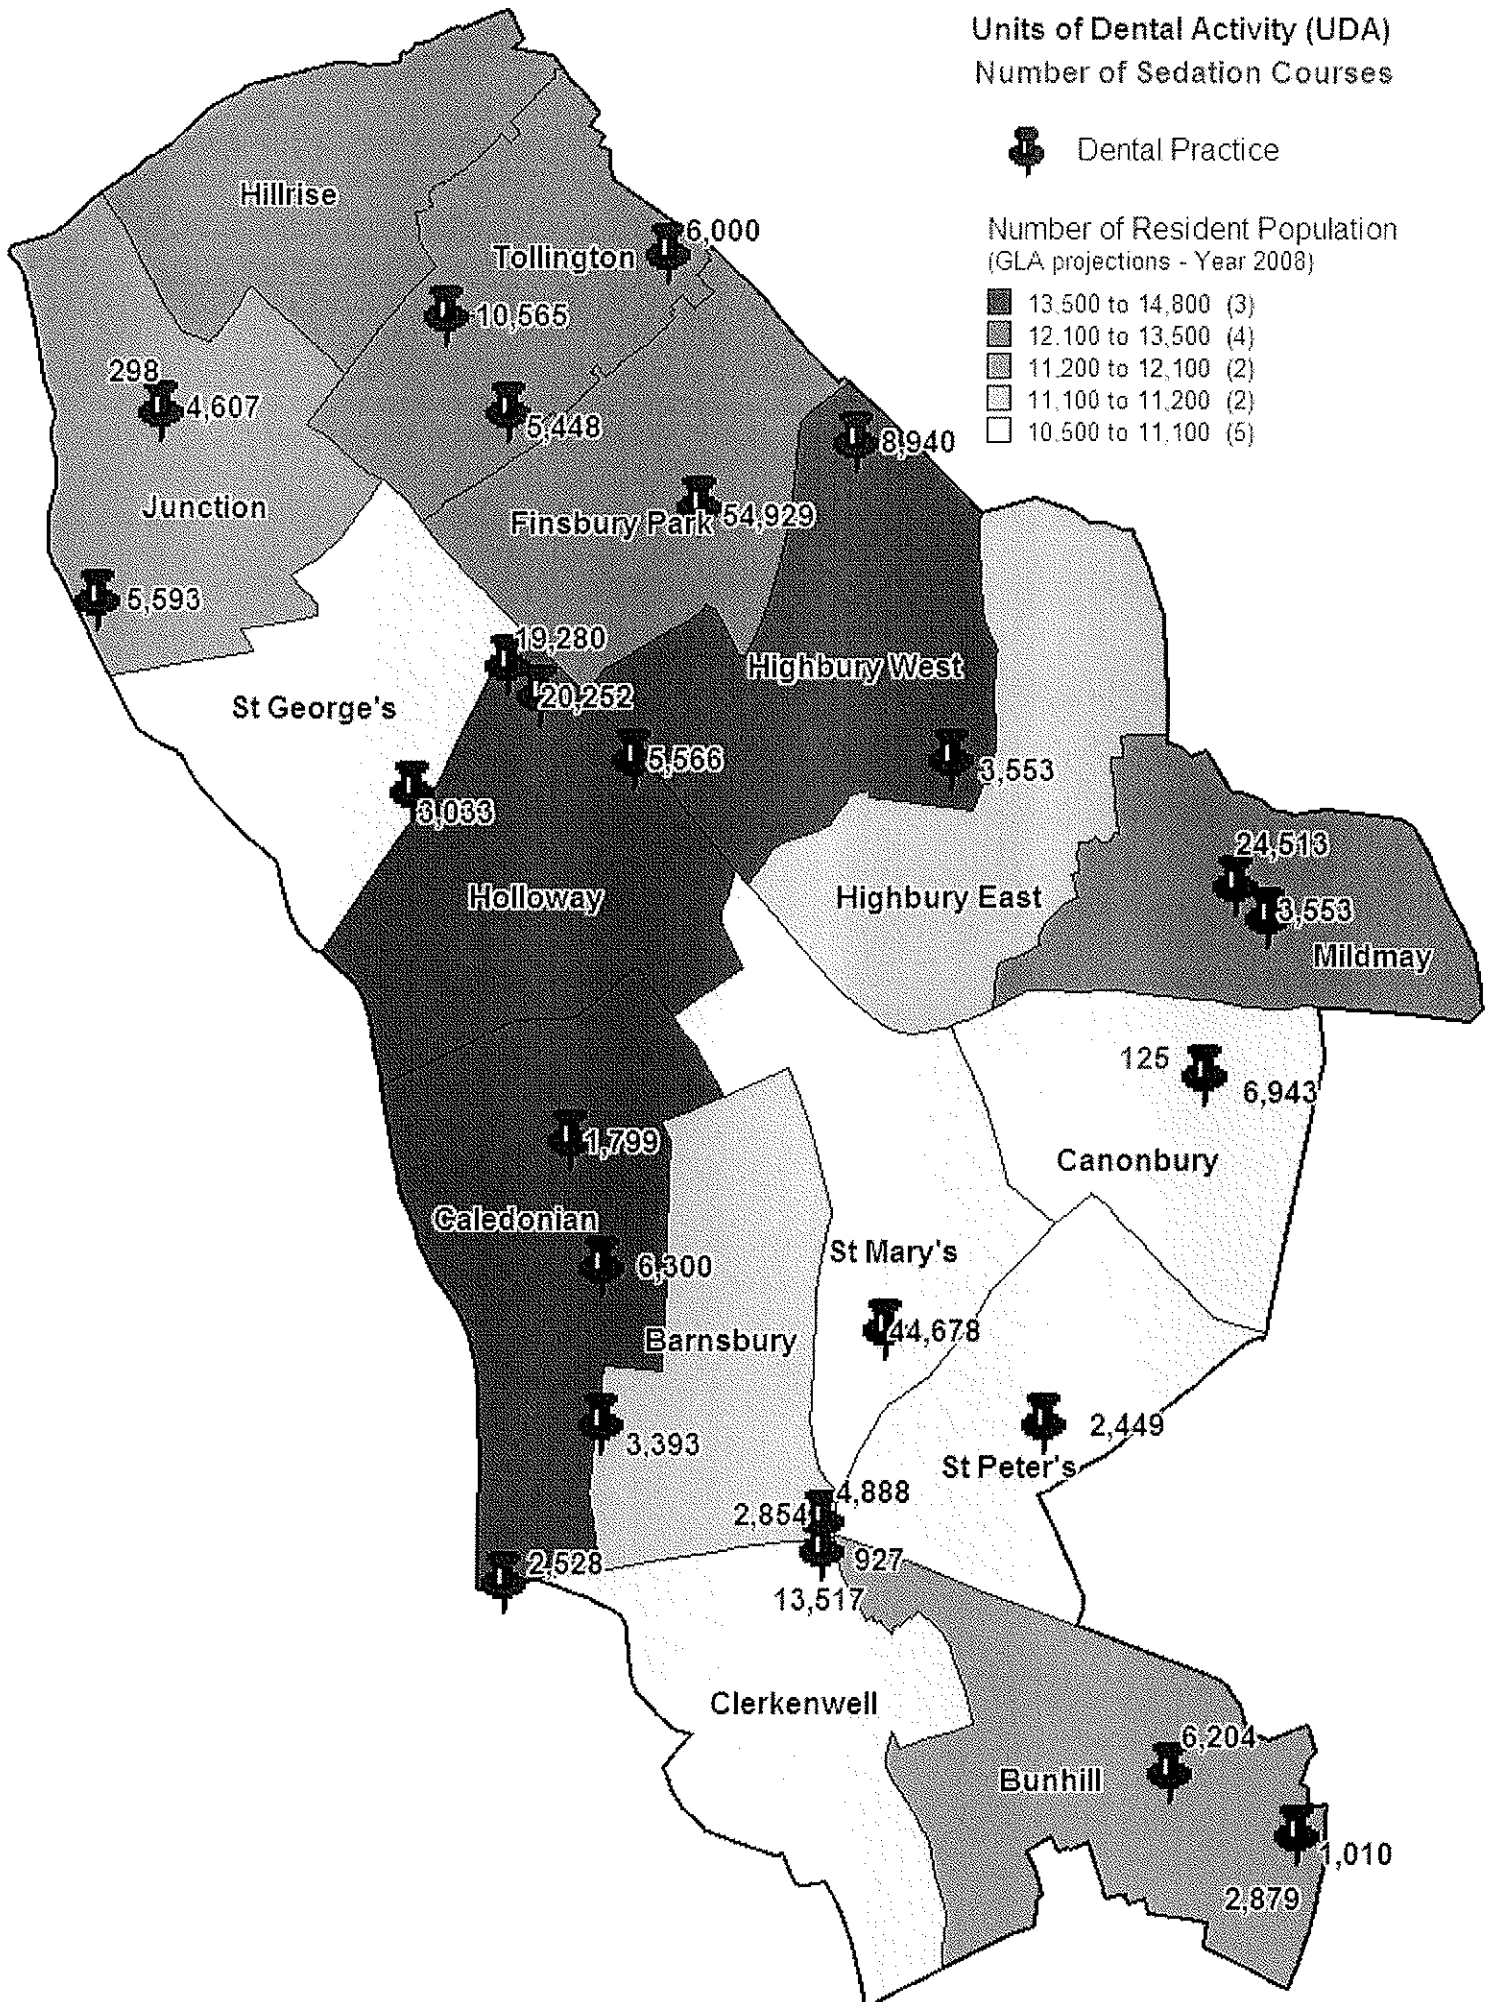 Units of Dental Activity (UDA)
Number of Sedation Courses
Dental Practice
Number of Resident Population
(GLA projections - Year 2008)
13,500 to 14,800 (3)
12,100 to 13,500 (4)
11,200 to 12,100 (2)
11,100 to 11,200 (2)
10,500 to 11,100 (5)
Hillrise
6,000
Tollington
10,565
298
4,607
5,448
8,940
Junction
Finsbury Park
54,929
5,593
19,280
Highbury West
20,252
St George's
5,566
3,553
3,033
24,513
Holloway
Highbury East
3,553
Mildmay
125
6,943
1,799
Canonbury
Caledonian
St Mary's
6,300
Barnsbury
44,678
2,449
3,393
St Peter's
4,888
2,854
2,528
927
13,517
Clerkenwell
6,204
Bunhill
1,010
2,879